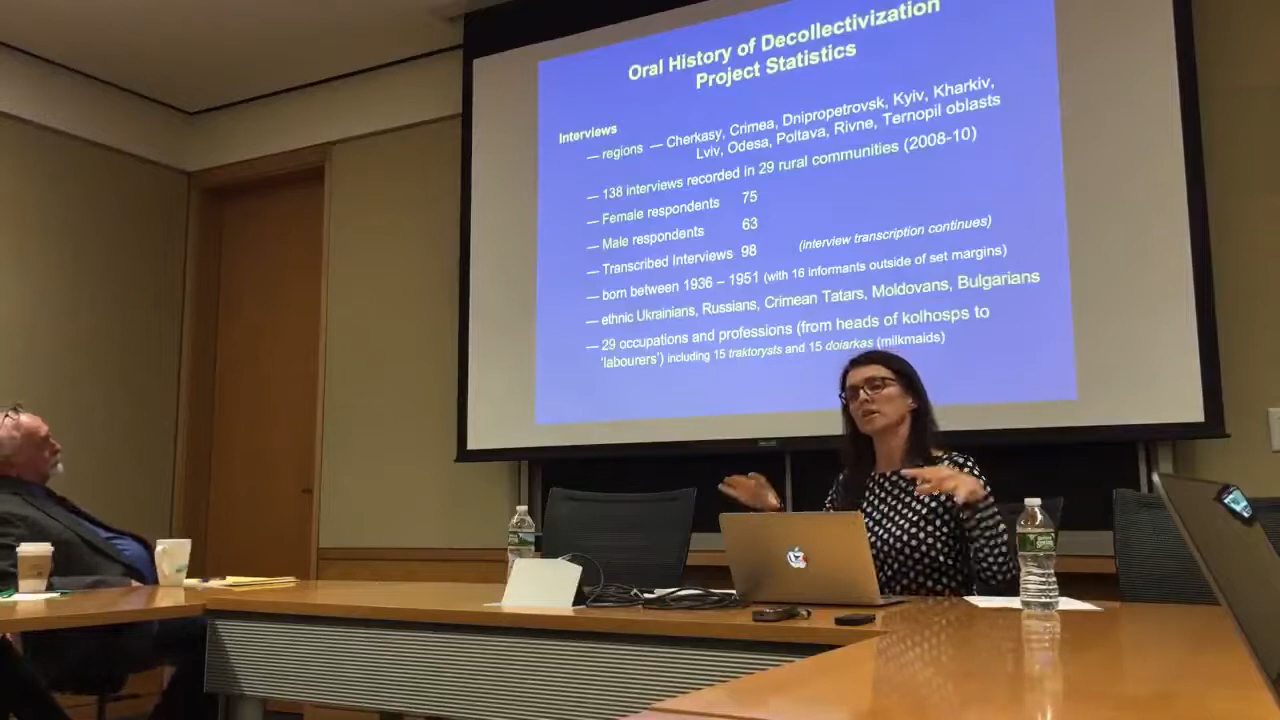 Oral History of Decollectivization
Project Statistics
Interviews
— regions — Cherkasy, Crimea, Dnipropetrovsk, Kyiv, Kharkiv,
Lviv, Odesa, Poltava, Rivne, Ternopil oblasts
— 138 interviews recorded in 29 rural communities (2008-10)
— Female respondents 75
— Male respondents 63
— Transcribed Interviews 98 (interview transcription continues)
— born between 1936 – 1951 (with 16 informants outside of set margins)
— ethnic Ukrainians, Russians, Crimean Tatars, Moldovans, Bulgarians
— 29 occupations and professions (from heads of kolhosps to
'labourers') including 15 traktorysts and 15 doiarkas (milkmaids)